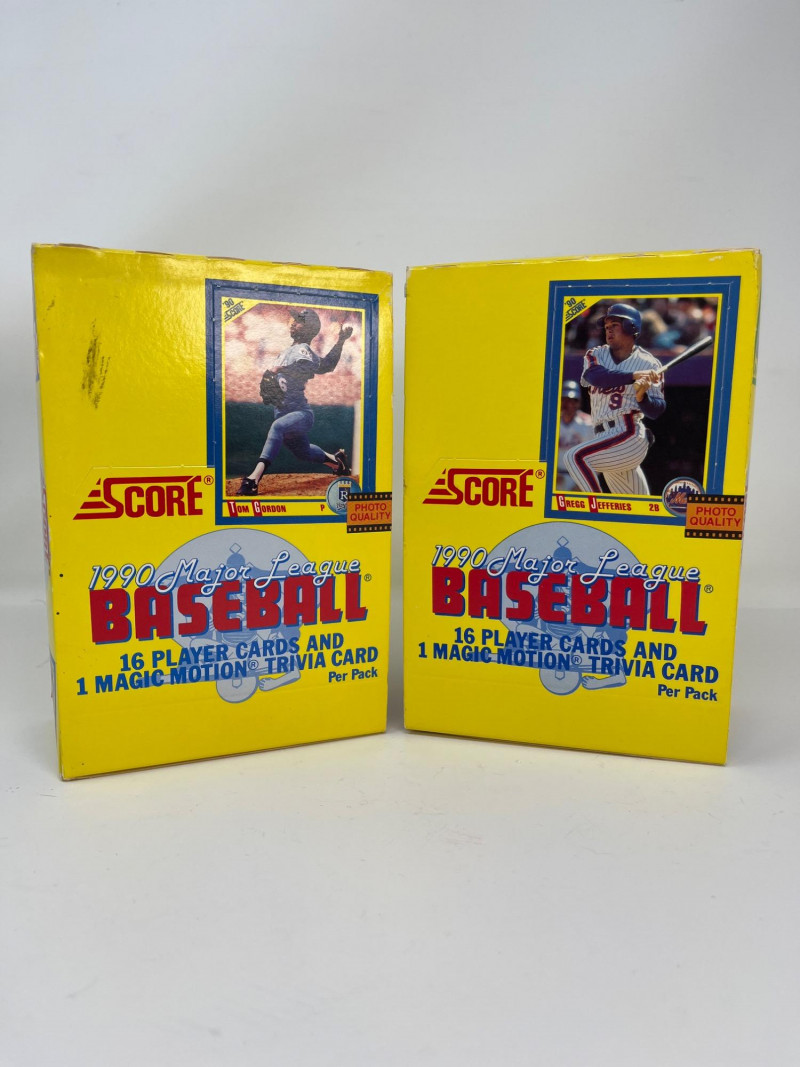 '90
SCORE
TOM GORDON P
PHOTO
QUALITY
SCORE®
1990 Major League
BASEBALL®
16 PLAYER CARDS AND
1 MAGIC MOTION® TRIVIA CARD
Per Pack
'90
SCORE
9
GREGG JEFFERIES 2B
Mets
PHOTO
QUALITY
SCORE®
1990 Major League
BASEBALL®
16 PLAYER CARDS AND
1 MAGIC MOTION® TRIVIA CARD
Per Pack